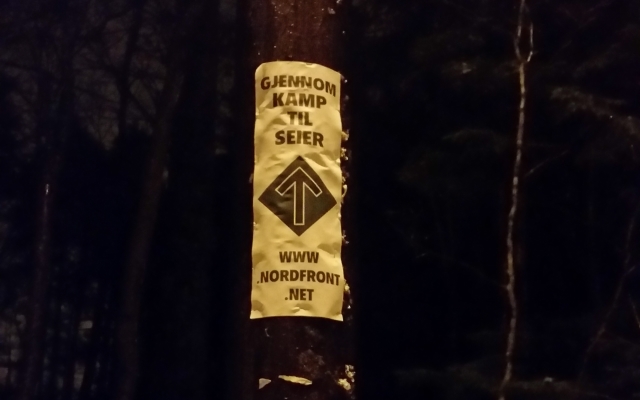 GJENNOM
KAMP
TIL
SEIER
WWW
.NORDFRONT
.NET